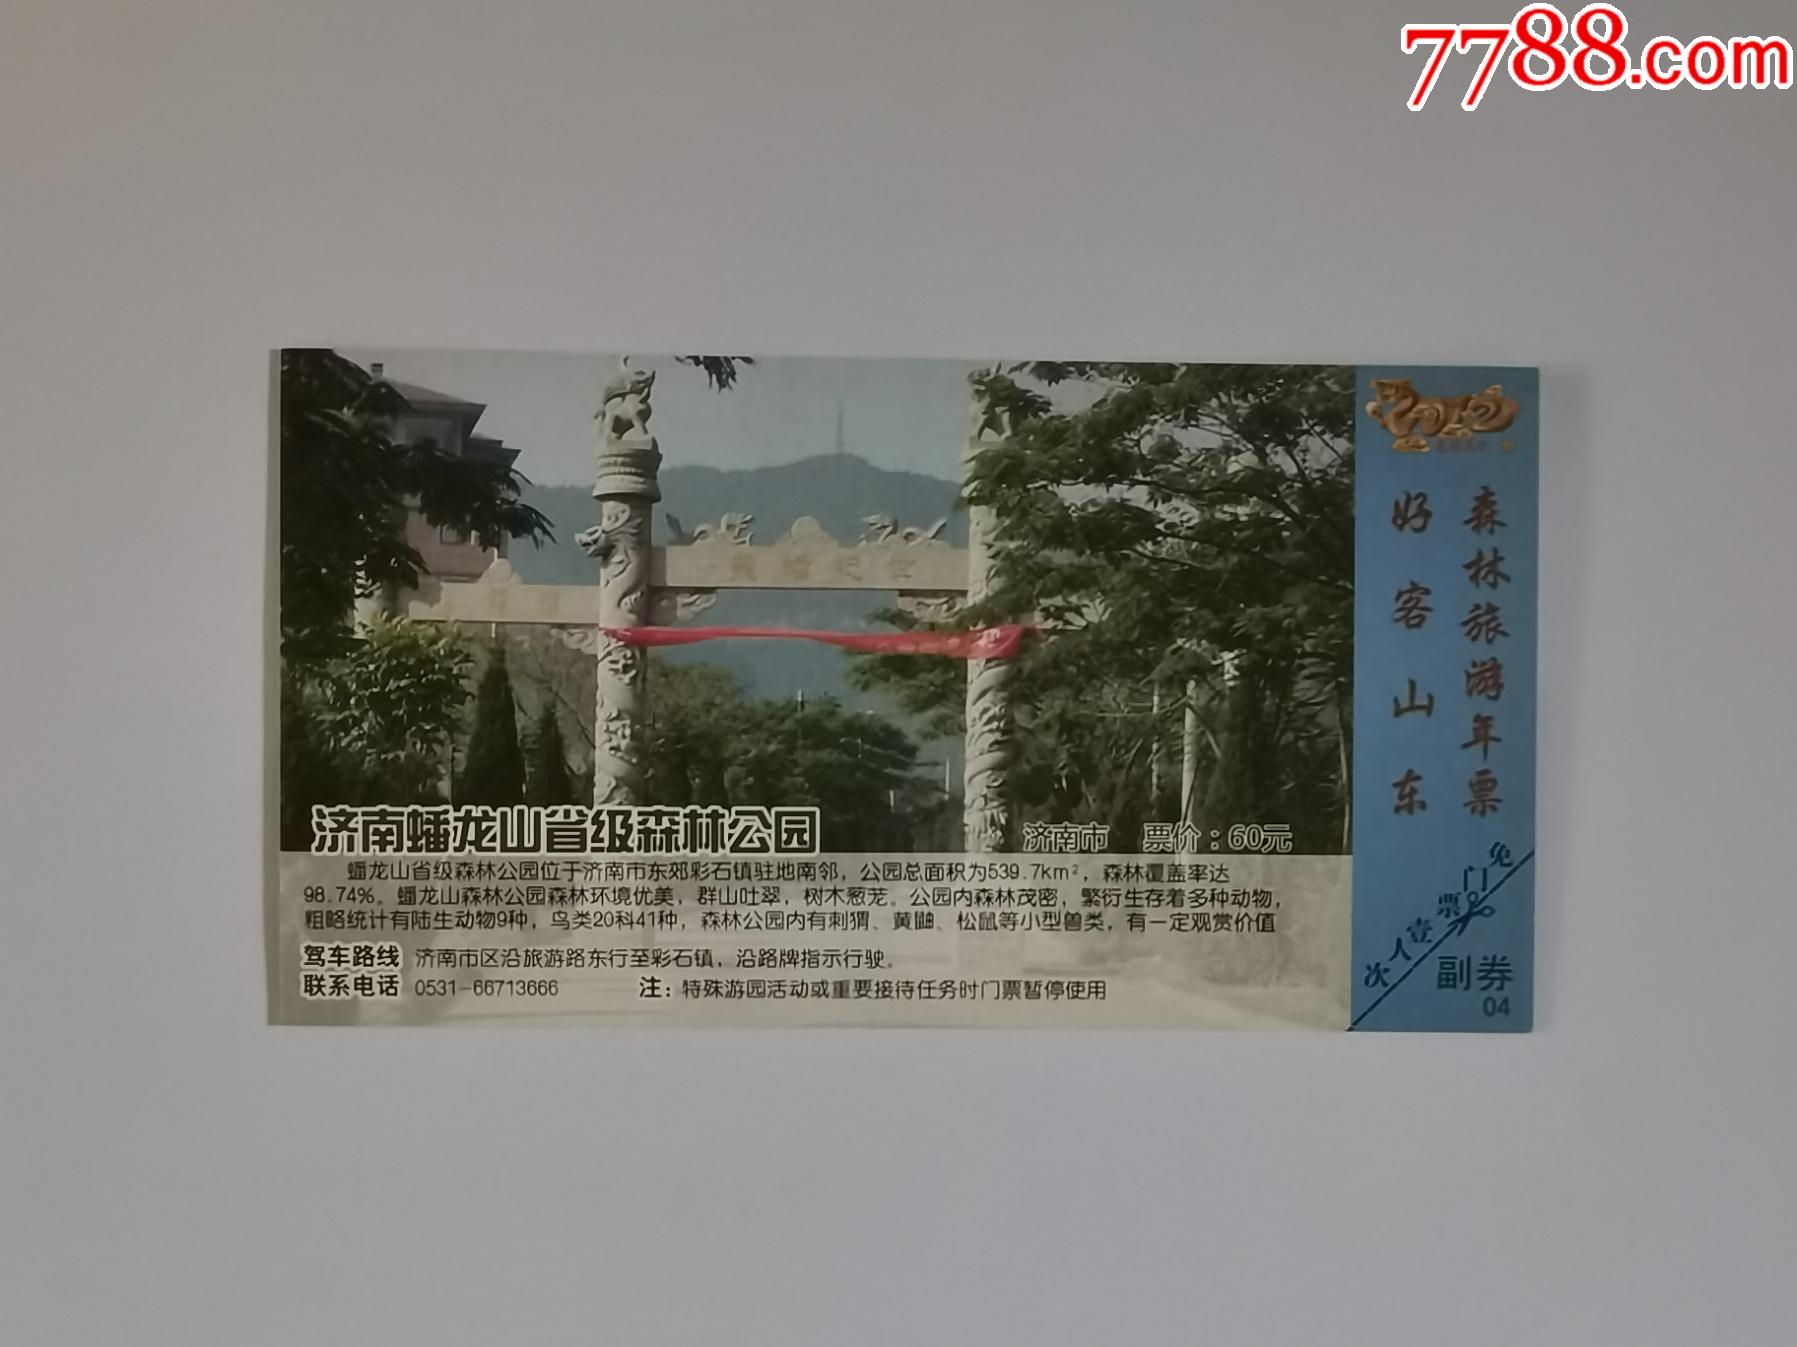 7788.com
好客山东
森林旅游年票
济南蟠龙山省级森林公园
济南市 票价：60元
蟠龙山省级森林公园位于济南市东郊彩石镇驻地南邻，公园总面积为539.7km²，森林覆盖率达
98.74%。蟠龙山森林公园森林环境优美，群山吐翠，树木葱茏。公园内森林茂密，繁衍生存着多种动物，
粗略统计有陆生动物9种，鸟类20科41种，森林公园内有刺猬、黄鼬、松鼠等小型兽类，有一定观赏价值
驾车路线 济南市区沿旅游路东行至彩石镇，沿路牌指示行驶。
联系电话 0531-66713666 注：特殊游园活动或重要接待任务时门票暂停使用
免门票壹人次
副券
04